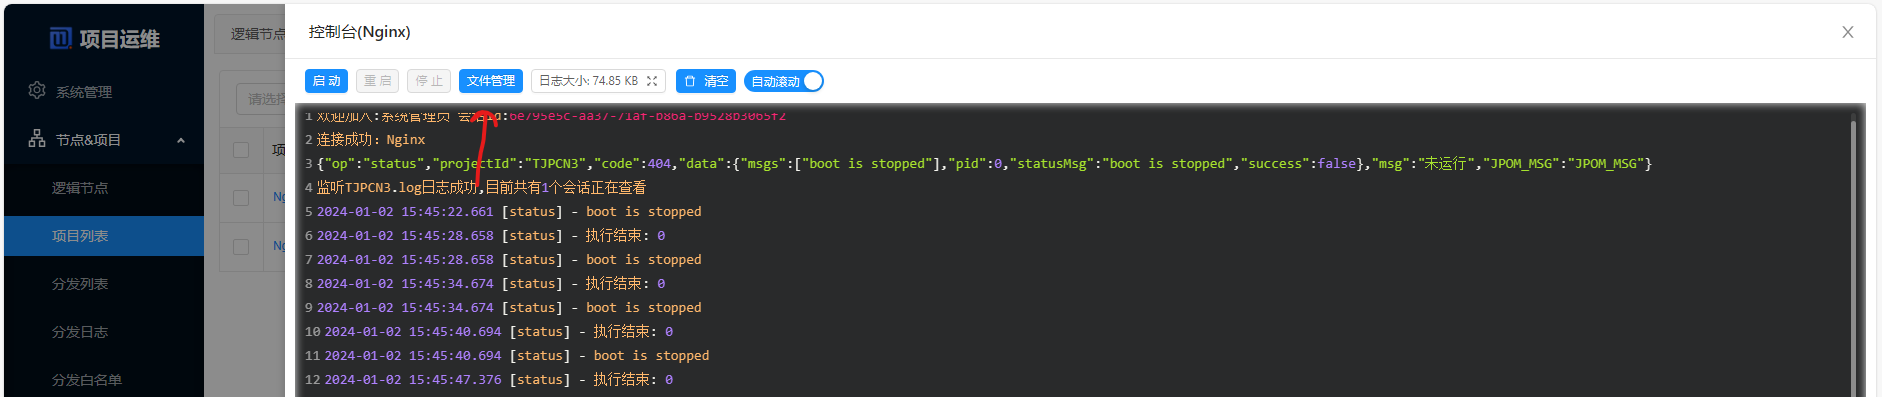 项目运维
系统管理
节点&项目
逻辑节点
项目列表
分发列表
分发日志
分发白名单
逻辑节点
请选择
项
Ng
Ng
控制台(Nginx)
启动 重启 停止 文件管理 日志大小: 74.85 KB 清空 自动滚动
1 欢迎加入:系统管理员 会话id:6e795e5c-aa37-71af-b86a-b9528b3065f2
2 连接成功: Nginx
3 {"op":"status","projectId":"TJPCN3","code":404,"data":{"msgs":["boot is stopped"],"pid":0,"statusMsg":"boot is stopped","success":false},"msg":"未运行","JPOM_MSG":"JPOM_MSG"}
4 监听TJPCN3.log日志成功,目前共有1个会话正在查看
5 2024-01-02 15:45:22.661 [status] - boot is stopped
6 2024-01-02 15:45:28.658 [status] - 执行结束: 0
7 2024-01-02 15:45:28.658 [status] - boot is stopped
8 2024-01-02 15:45:34.674 [status] - 执行结束: 0
9 2024-01-02 15:45:34.674 [status] - boot is stopped
10 2024-01-02 15:45:40.694 [status] - 执行结束: 0
11 2024-01-02 15:45:40.694 [status] - boot is stopped
12 2024-01-02 15:45:47.376 [status] - 执行结束: 0